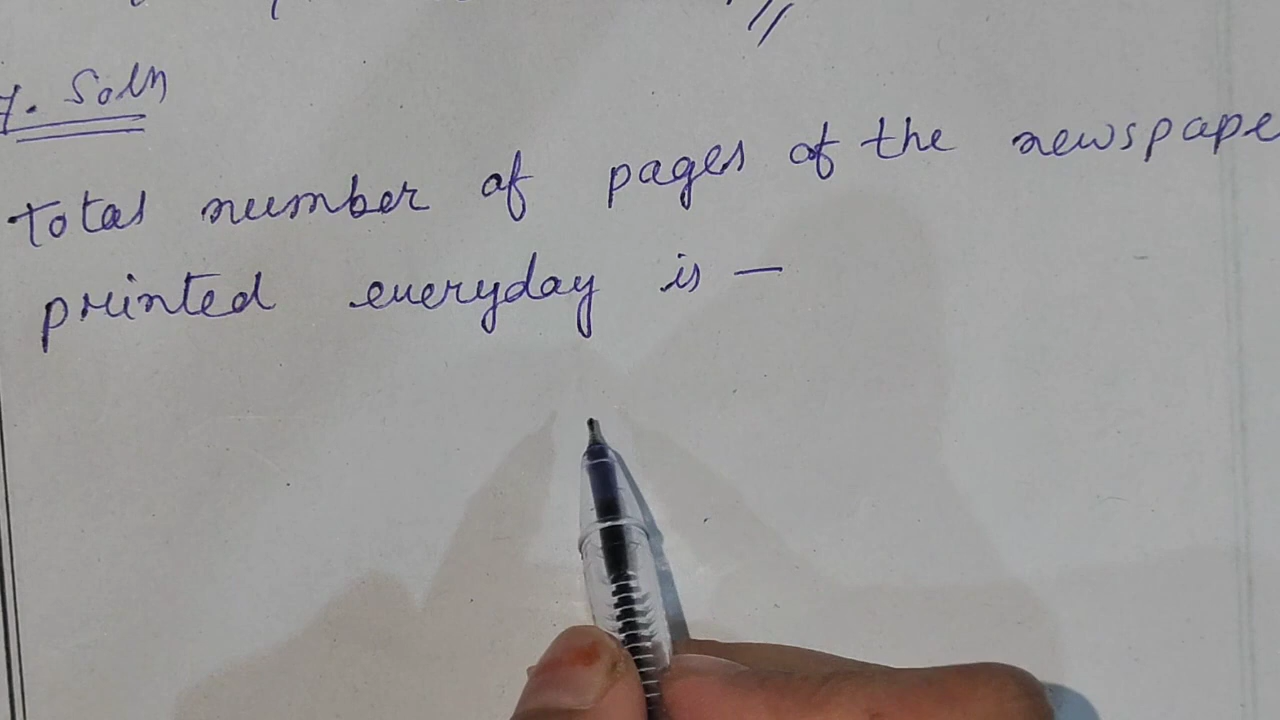 7. Soln
total number of pages of the newspape
printed everyday is —